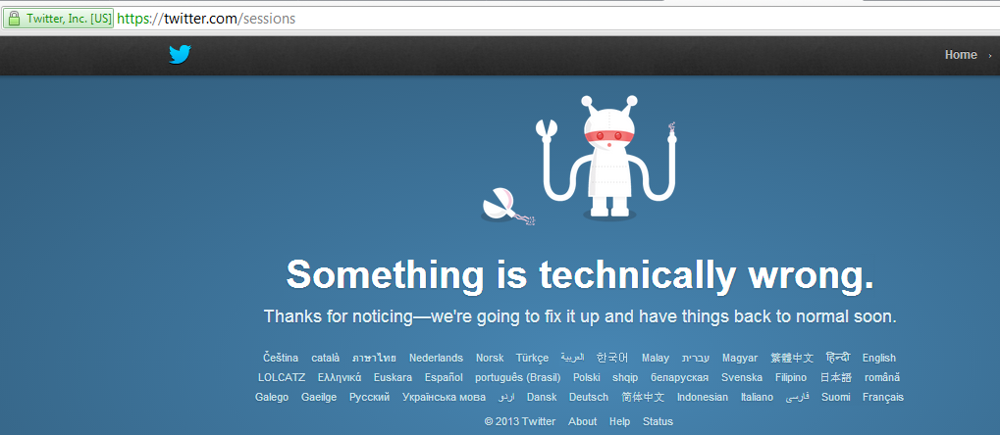 Twitter, Inc. [US] https://twitter.com/sessions
Home ›
Something is technically wrong.
Thanks for noticing—we're going to fix it up and have things back to normal soon.
Čeština català ภาษาไทย Nederlands Norsk Türkçe العربية 한국어 Malay עברית Magyar 繁體中文 हिन्दी English
LOLCATZ Ελληνικά Euskara Español português (Brasil) Polski shqip беларуская Svenska Filipino 日本語 română
Galego Gaeilge Русский Українська мова اردو Dansk Deutsch 简体中文 Indonesian Italiano فارسی Suomi Français
© 2013 Twitter About Help Status